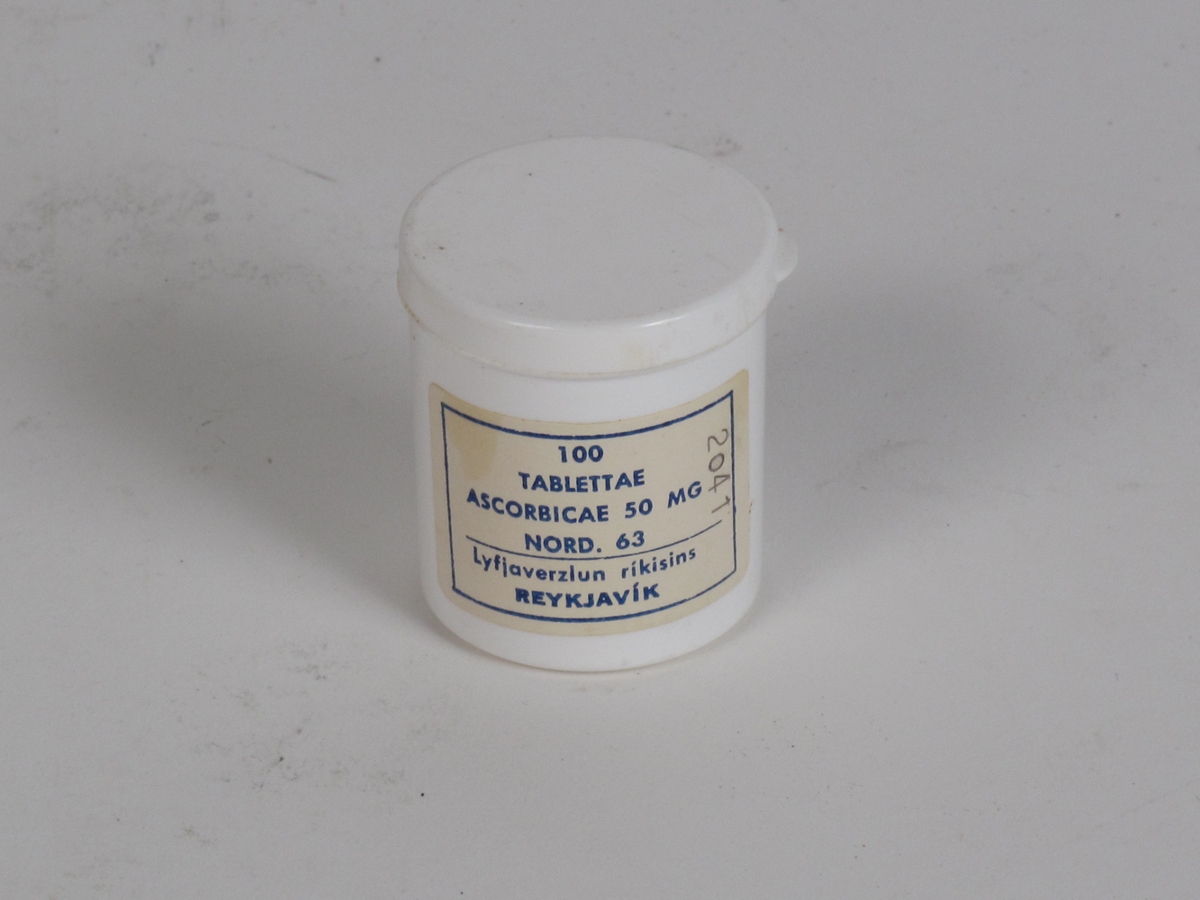 100
TABLETTAE
ASCORBICAE 50 MG
NORD. 63
Lyfjaverzlun ríkisins
REYKJAVÍK
2041